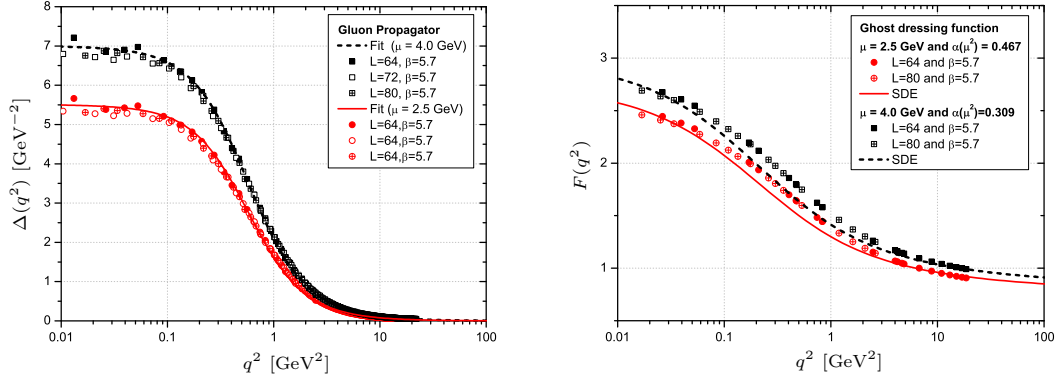 Gluon Propagator
Fit (μ = 4.0 GeV)
L=64, β=5.7
L=72, β=5.7
L=80, β=5.7
Fit (μ = 2.5 GeV)
L=64,β=5.7
L=64,β=5.7
L=64,β=5.7
8
7
6
5
4
3
2
1
0
Δ(q²) [GeV⁻²]
0.01
0.1
1
10
100
q² [GeV²]
Ghost dressing function
μ = 2.5 GeV and α(μ²) = 0.467
L=64 and β=5.7
L=80 and β=5.7
SDE
μ = 4.0 GeV and α(μ²)=0.309
L=64 and β=5.7
L=80 and β=5.7
SDE
3
2
1
F(q²)
0.01
0.1
1
10
100
q² [GeV²]